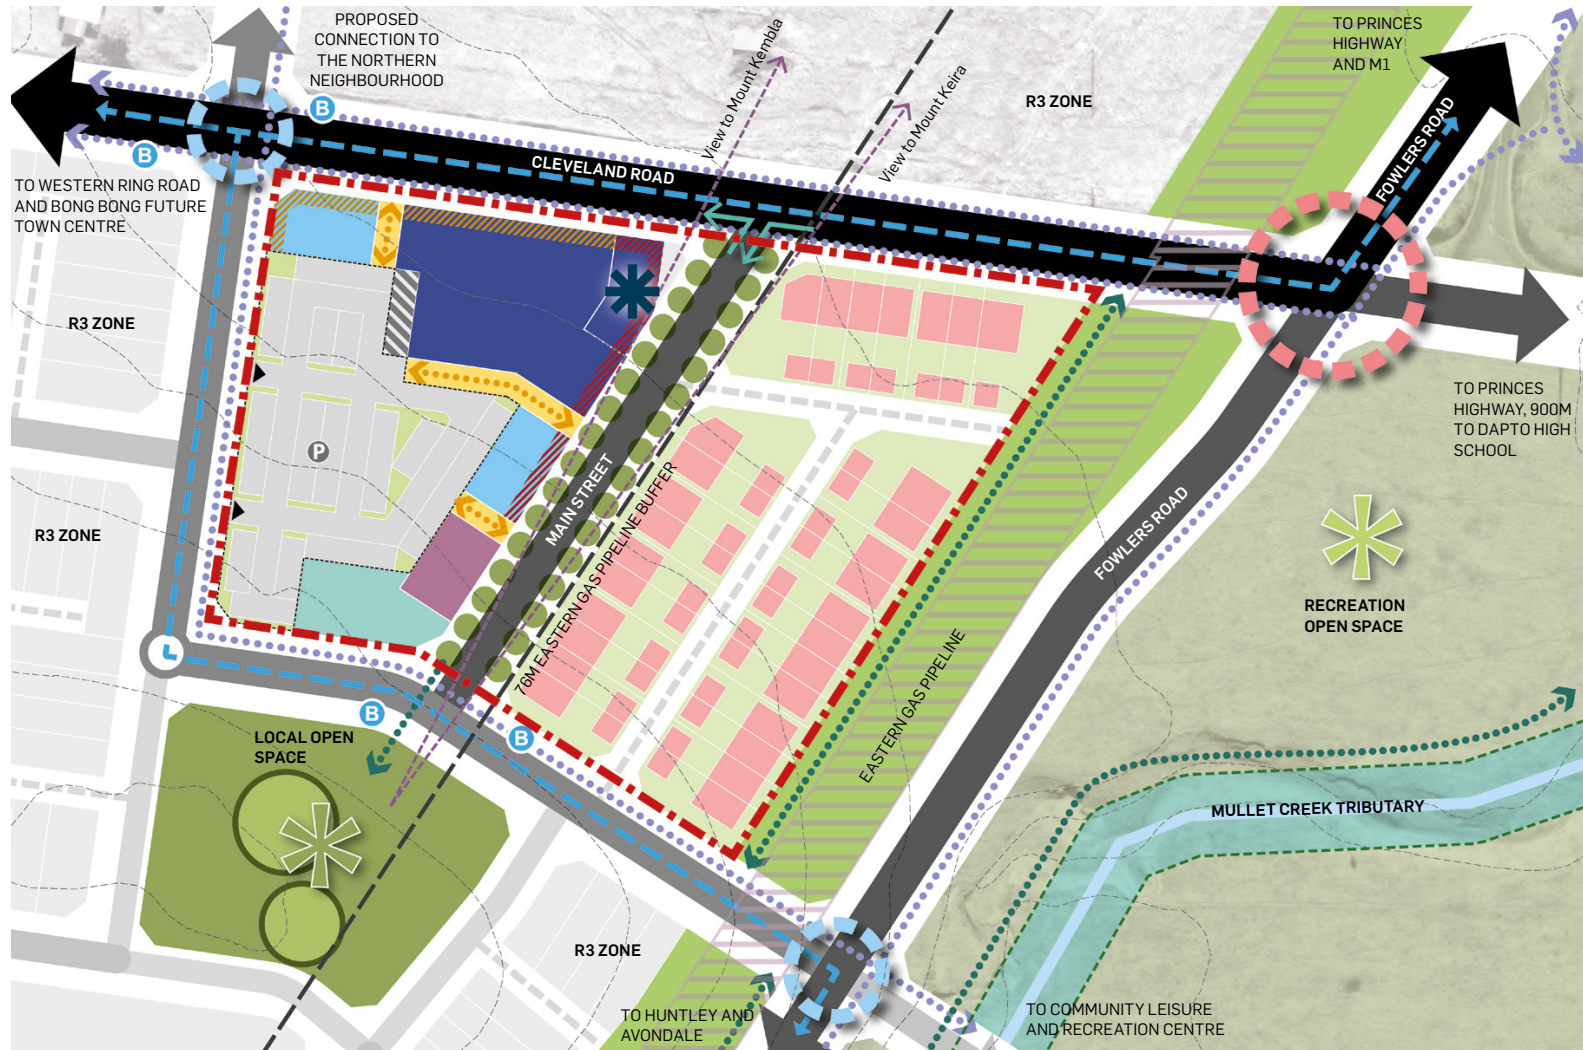 PROPOSED
CONNECTION TO
THE NORTHERN
NEIGHBOURHOOD
TO PRINCES
HIGHWAY
AND M1
R3 ZONE
View to Mount Kembla
View to Mount Keira
B
B
CLEVELAND ROAD
FOWLERS ROAD
TO WESTERN RING ROAD
AND BONG BONG FUTURE
TOWN CENTRE
R3 ZONE
TO PRINCES
HIGHWAY, 900M
TO DAPTO HIGH
SCHOOL
P
MAIN STREET
76M EASTERN GAS PIPELINE BUFFER
R3 ZONE
FOWLERS ROAD
RECREATION
OPEN SPACE
EASTERN GAS PIPELINE
B
B
LOCAL OPEN
SPACE
MULLET CREEK TRIBUTARY
R3 ZONE
TO HUNTLEY AND
AVONDALE
TO COMMUNITY LEISURE
AND RECREATION CENTRE